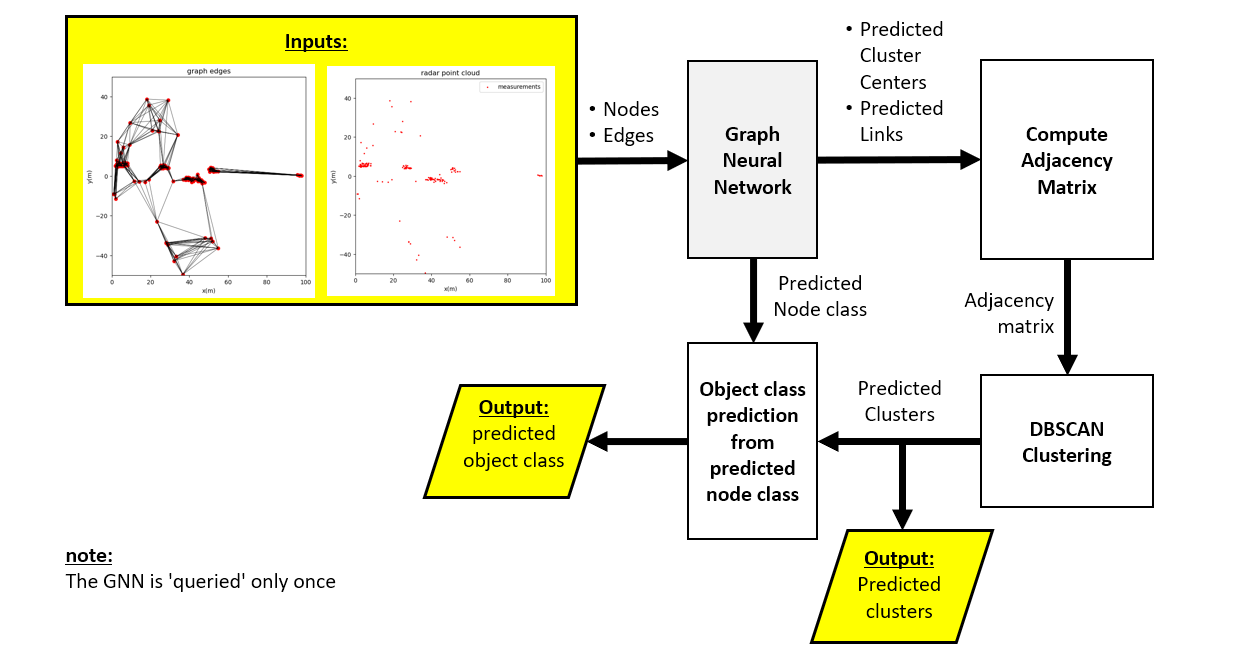 Inputs:
graph edges
40
20
0
−20
−40
y(m)
0
20
40
60
80
100
x(m)
radar point cloud
measurements
40
20
0
−20
−40
y(m)
0
20
40
60
80
100
x(m)
• Nodes
• Edges
Graph
Neural
Network
• Predicted
Cluster
Centers
• Predicted
Links
Compute
Adjacency
Matrix
Predicted
Node class
Adjacency
matrix
Object class
prediction
from
predicted
node class
Predicted
Clusters
DBSCAN
Clustering
Output:
predicted
object class
Output:
Predicted
clusters
note:
The GNN is 'queried' only once